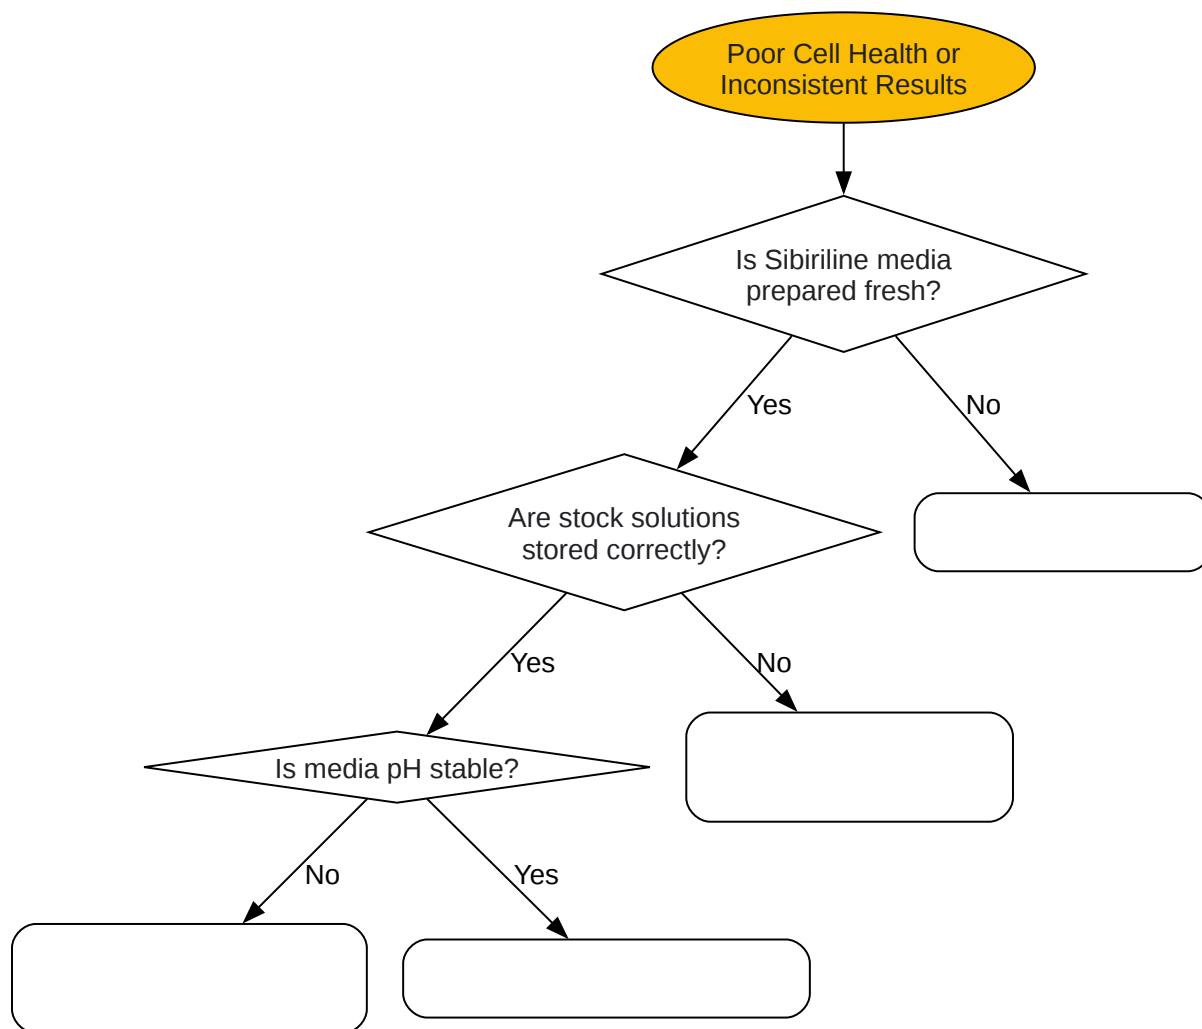 Poor Cell Health or
Inconsistent Results
Is Sibiriline media
prepared fresh?
Yes
No
Are stock solutions
stored correctly?
Yes
No
Is media pH stable?
No
Yes